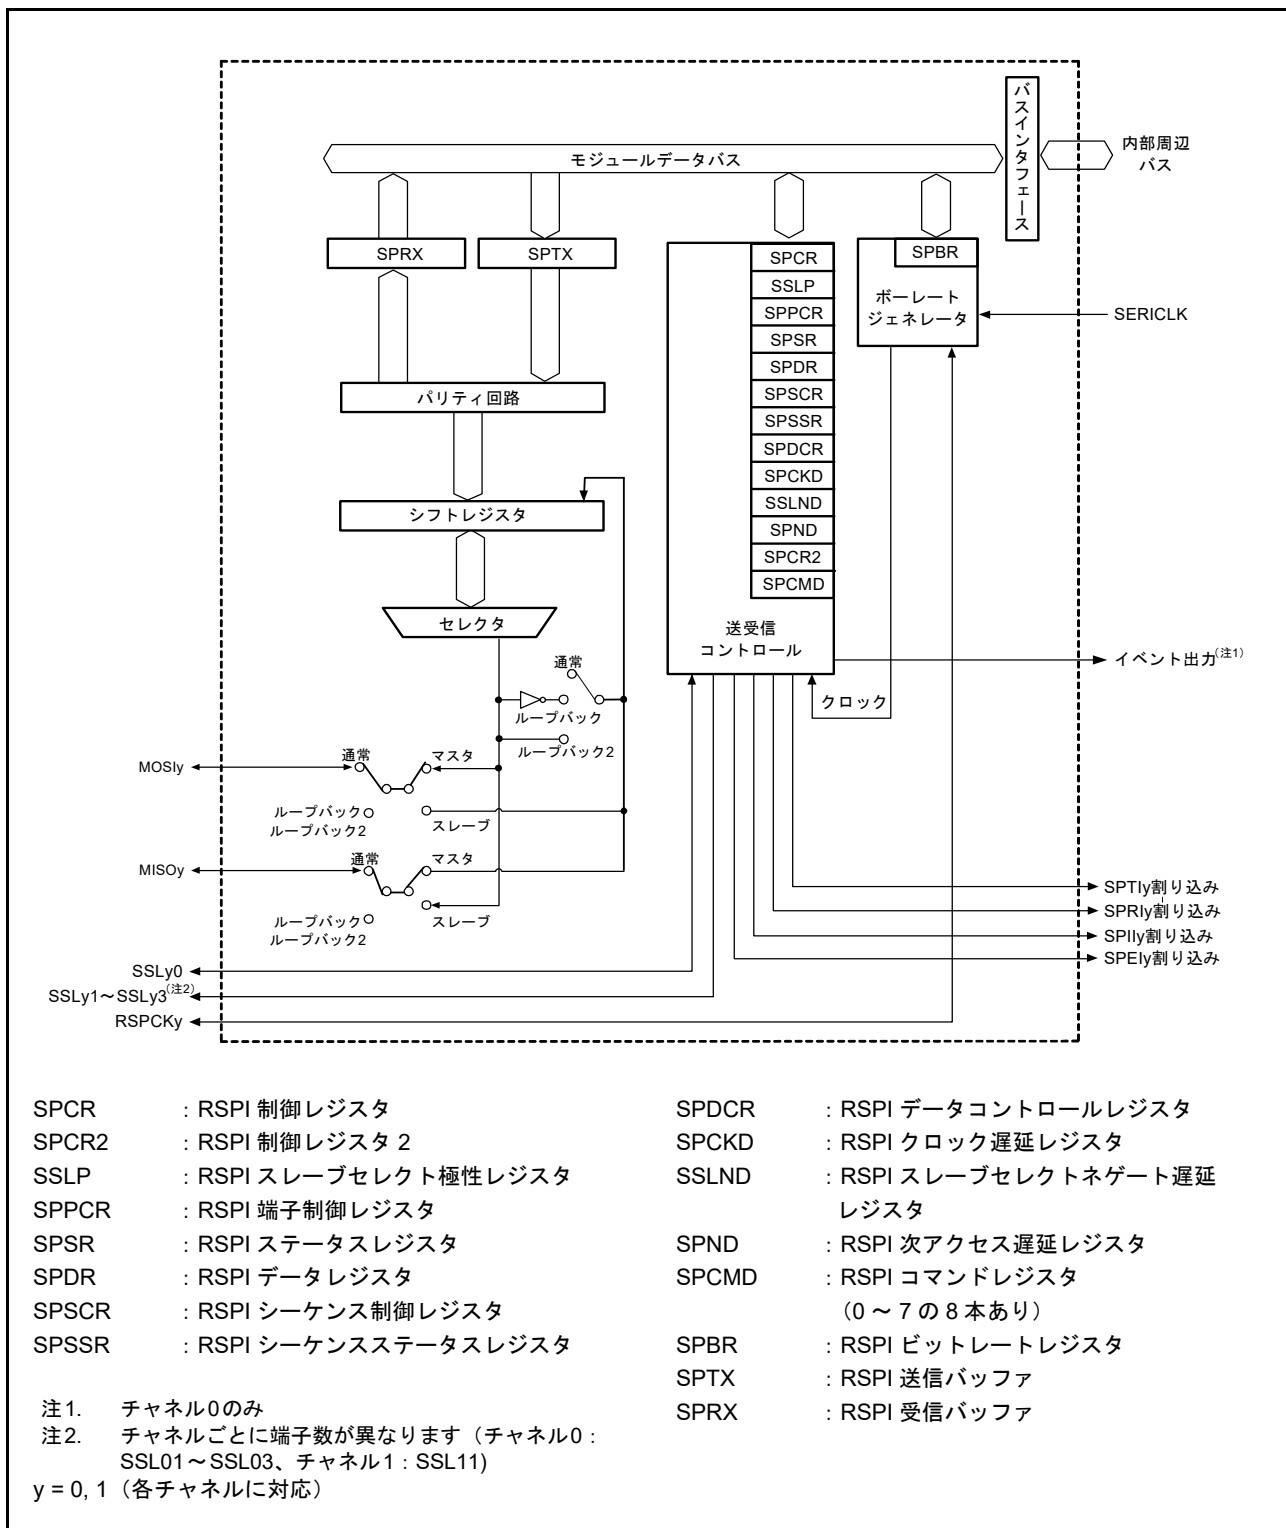 バスインタフェース
内部周辺
バス
モジュールデータバス
SPRX
SPTX
SPCR
SSLP
SPPCR
SPSR
SPDR
SPSCR
SPSSR
SPDCR
SPCKD
SSLND
SPND
SPCR2
SPCMD
送受信
コントロール
SPBR
ボーレート
ジェネレータ
SERICLK
パリティ回路
シフトレジスタ
セレクタ
通常
ループバック
ループバック2
クロック
イベント出力(注1)
MOSIy
通常
マスタ
ループバック
ループバック2
スレーブ
MISOy
通常
マスタ
ループバック
ループバック2
スレーブ
SPTIy割り込み
SPRIy割り込み
SPIIy割り込み
SPEIy割り込み
SSLy0
SSLy1～SSLy3(注2)
RSPCKy
SPCR : RSPI 制御レジスタ
SPCR2 : RSPI 制御レジスタ 2
SSLP : RSPI スレーブセレクト極性レジスタ
SPPCR : RSPI 端子制御レジスタ
SPSR : RSPI ステータスレジスタ
SPDR : RSPI データレジスタ
SPSCR : RSPI シーケンス制御レジスタ
SPSSR : RSPI シーケンスステータスレジスタ
SPDCR : RSPI データコントロールレジスタ
SPCKD : RSPI クロック遅延レジスタ
SSLND : RSPI スレーブセレクトネゲート遅延
レジスタ
SPND : RSPI 次アクセス遅延レジスタ
SPCMD : RSPI コマンドレジスタ
（0 ～ 7 の 8 本あり）
SPBR : RSPI ビットレートレジスタ
SPTX : RSPI 送信バッファ
SPRX : RSPI 受信バッファ
注1. チャネル0のみ
注2. チャネルごとに端子数が異なります（チャネル0：
SSL01～SSL03、チャネル1：SSL11)
y = 0, 1（各チャネルに対応）